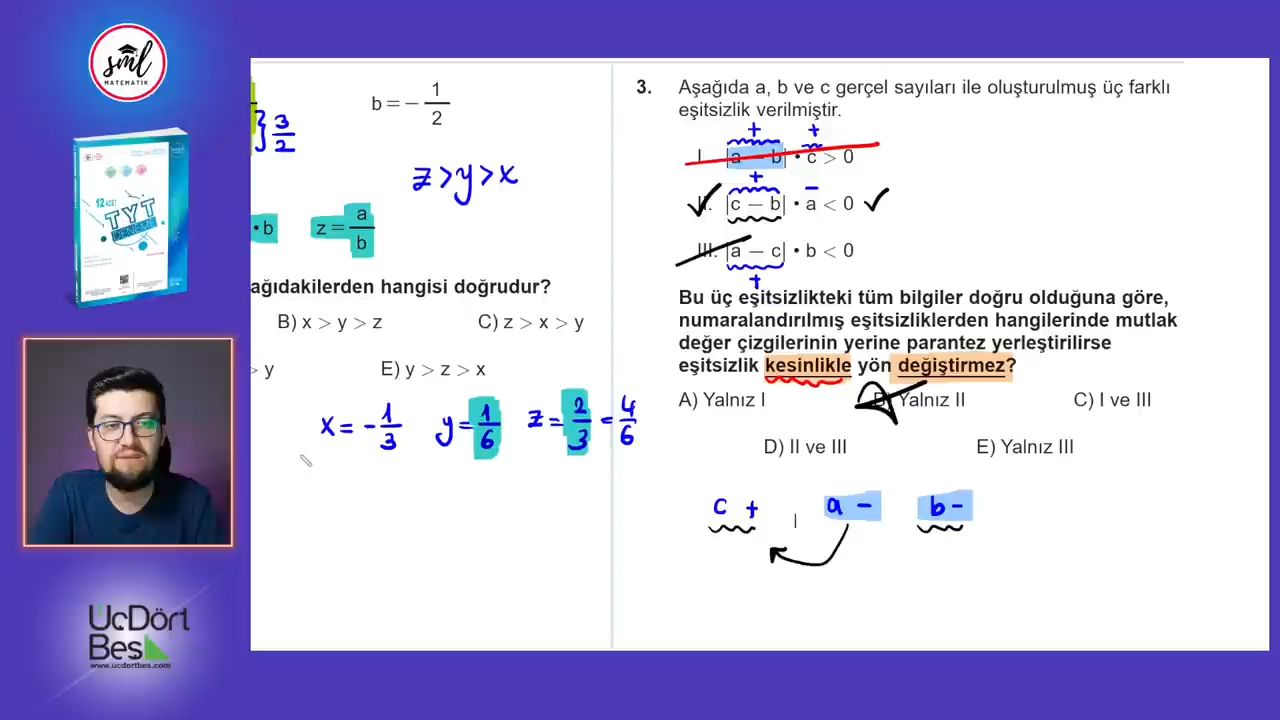 sml
MATEMATİK
12 ADET
TYT
DENEME
ÜcDört
Beş
www.ucdortbes.com
} 3/2
b = - 1/2
z > y > x
• b
z = a/b
ağıdakilerden hangisi doğrudur?
B) x > y > z
C) z > x > y
> y
E) y > z > x
x = - 1/3
y = 1/6
z = 2/3 = 4/6
3. Aşağıda a, b ve c gerçel sayıları ile oluşturulmuş üç farklı
eşitsizlik verilmiştir.
+ +
I. |a - b| • c > 0
+ -
II. |c - b| • a < 0
III. |a - c| • b < 0
+
Bu üç eşitsizlikteki tüm bilgiler doğru olduğuna göre,
numaralandırılmış eşitsizliklerden hangilerinde mutlak
değer çizgilerinin yerine parantez yerleştirilirse
eşitsizlik kesinlikle yön değiştirmez?
A) Yalnız I
B) Yalnız II
C) I ve III
D) II ve III
E) Yalnız III
c + a - b -